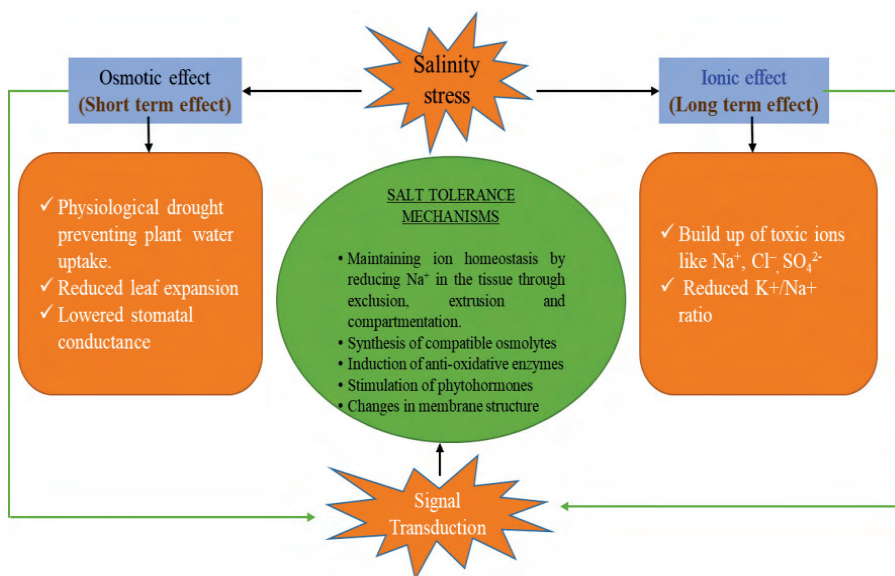 Salinity
stress
Osmotic effect
(Short term effect)
Ionic effect
(Long term effect)
✓ Physiological drought
preventing plant water
uptake.
✓ Reduced leaf expansion
✓ Lowered stomatal
conductance
SALT TOLERANCE
MECHANISMS
• Maintaining ion homeostasis by
reducing Na⁺ in the tissue through
exclusion, extrusion and
compartmentation.
• Synthesis of compatible osmolytes
• Induction of anti-oxidative enzymes
• Stimulation of phytohormones
• Changes in membrane structure
✓ Build up of toxic ions
like Na⁺, Cl⁻, SO₄²⁻
✓ Reduced K+/Na+
ratio
Signal
Transduction